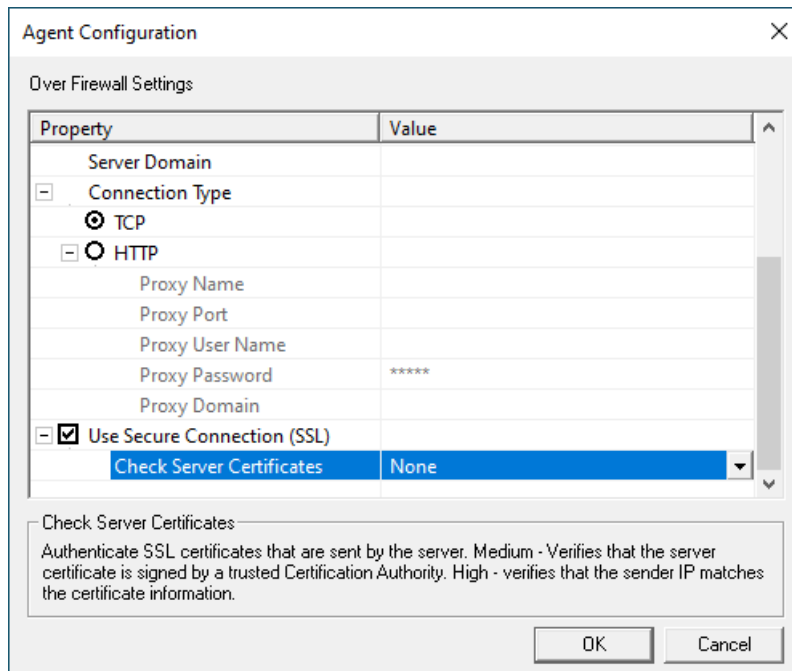 Agent Configuration
Over Firewall Settings
Property Value
Server Domain
Connection Type
TCP
HTTP
Proxy Name
Proxy Port
Proxy User Name
Proxy Password *****
Proxy Domain
Use Secure Connection (SSL)
Check Server Certificates None
Check Server Certificates
Authenticate SSL certificates that are sent by the server. Medium - Verifies that the server
certificate is signed by a trusted Certification Authority. High - verifies that the sender IP matches
the certificate information.
OK Cancel